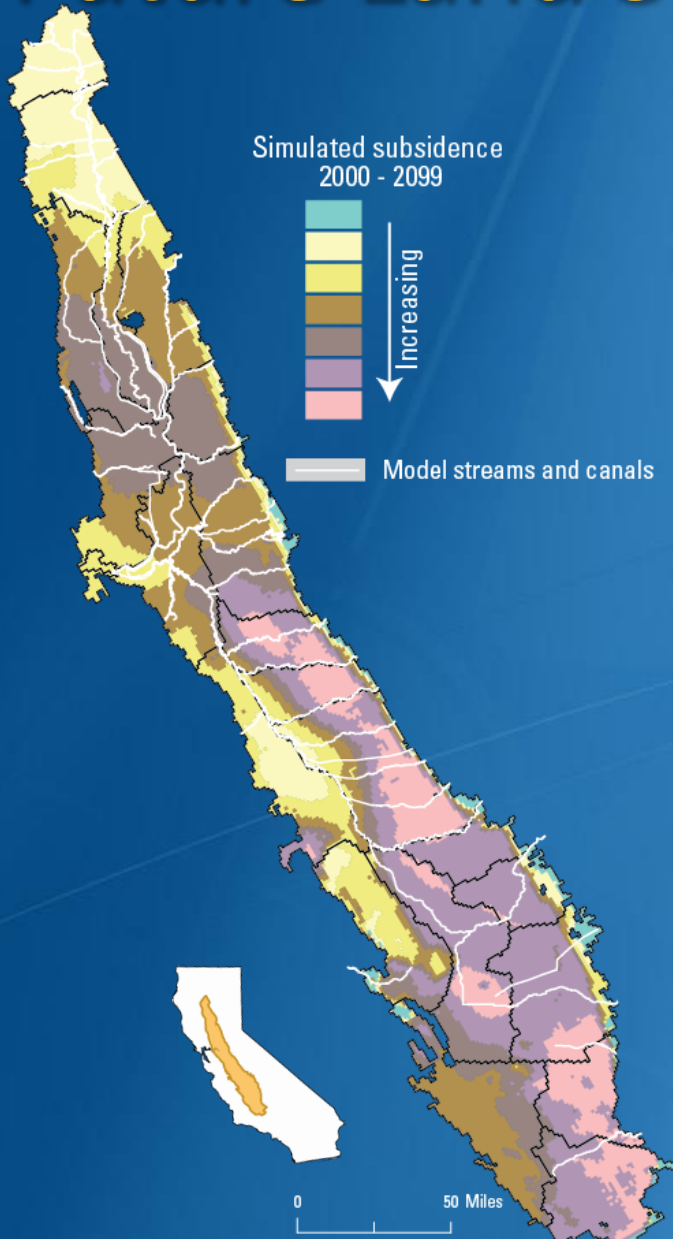 Simulated subsidence
2000 - 2099
Increasing
Model streams and canals
0 50 Miles